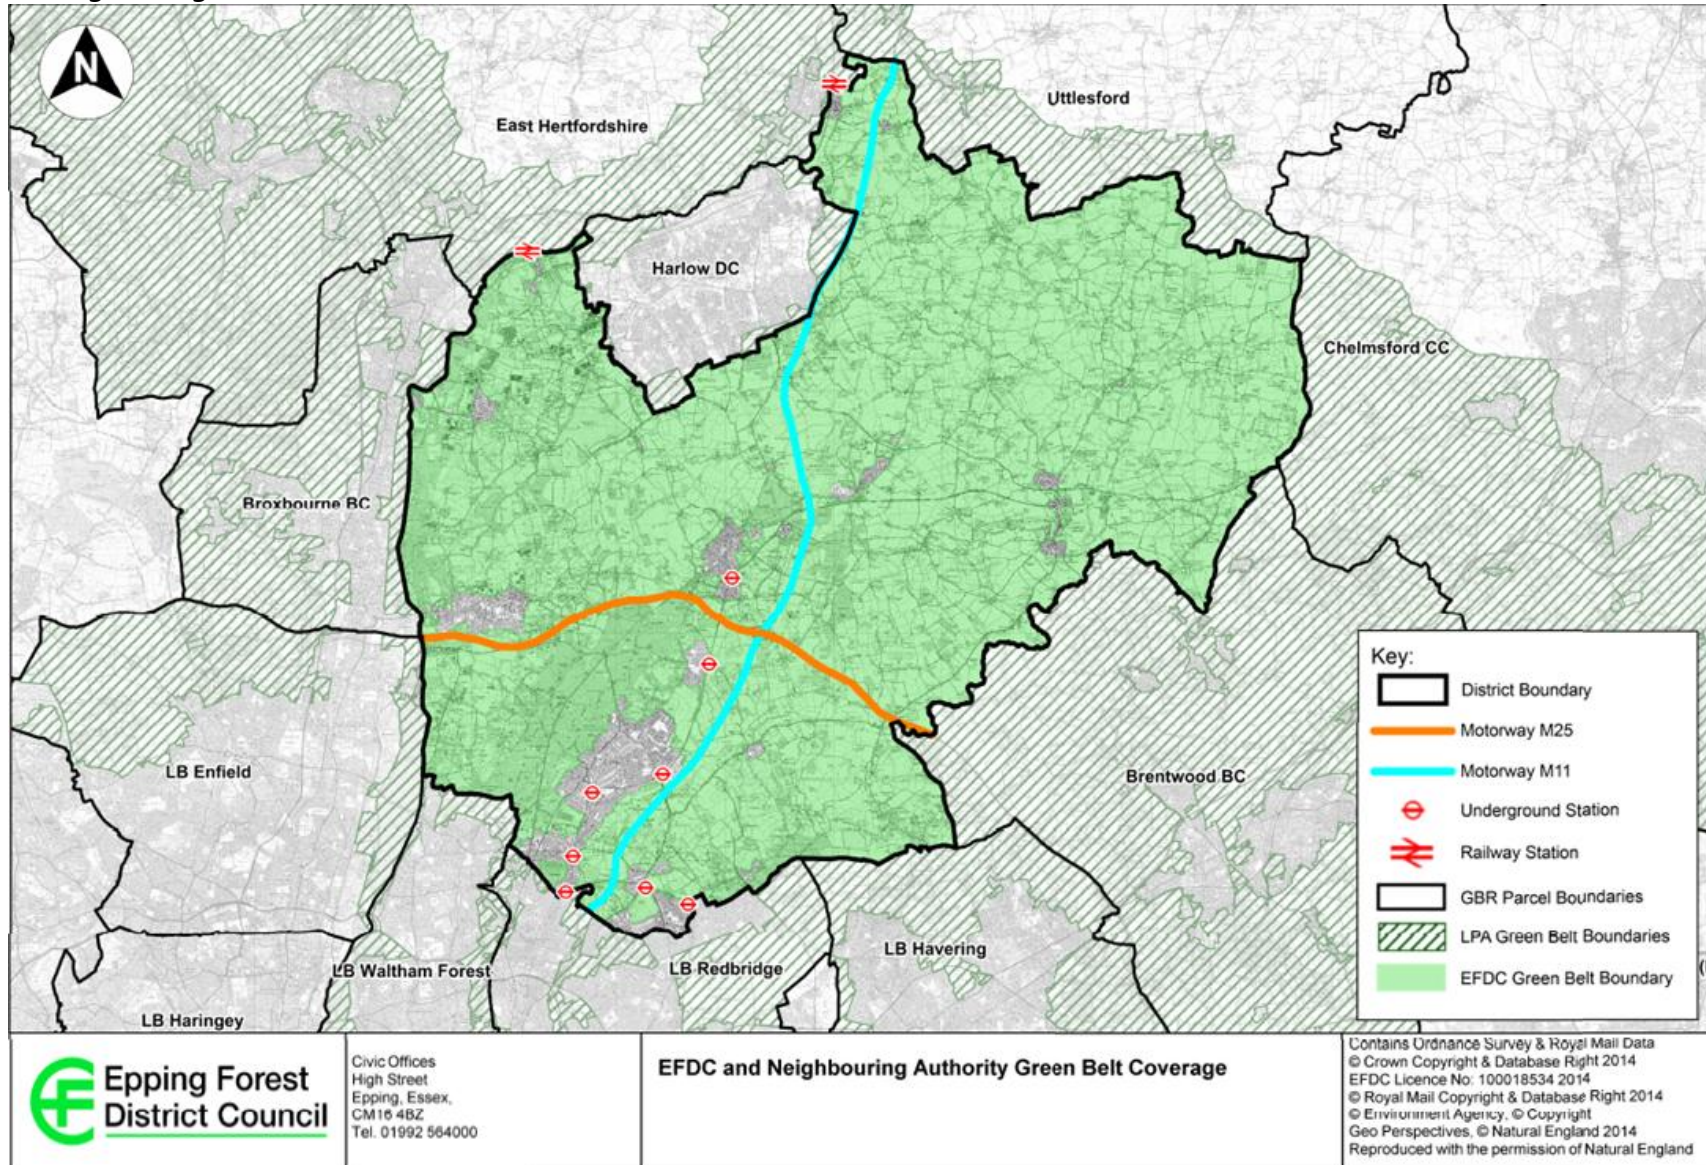 N
East Hertfordshire
Uttlesford
Harlow DC
Chelmsford CC
Broxbourne BC
LB Enfield
Brentwood BC
LB Waltham Forest
LB Redbridge
LB Havering
LB Haringey
Key:
District Boundary
Motorway M25
Motorway M11
Underground Station
Railway Station
GBR Parcel Boundaries
LPA Green Belt Boundaries
EFDC Green Belt Boundary
Epping Forest
District Council
Civic Offices
High Street
Epping, Essex,
CM16 4BZ
Tel. 01992 564000
EFDC and Neighbouring Authority Green Belt Coverage
Contains Ordnance Survey & Royal Mail Data
© Crown Copyright & Database Right 2014
EFDC Licence No: 100018534 2014
© Royal Mail Copyright & Database Right 2014
© Environment Agency, © Copyright
Geo Perspectives, © Natural England 2014
Reproduced with the permission of Natural England